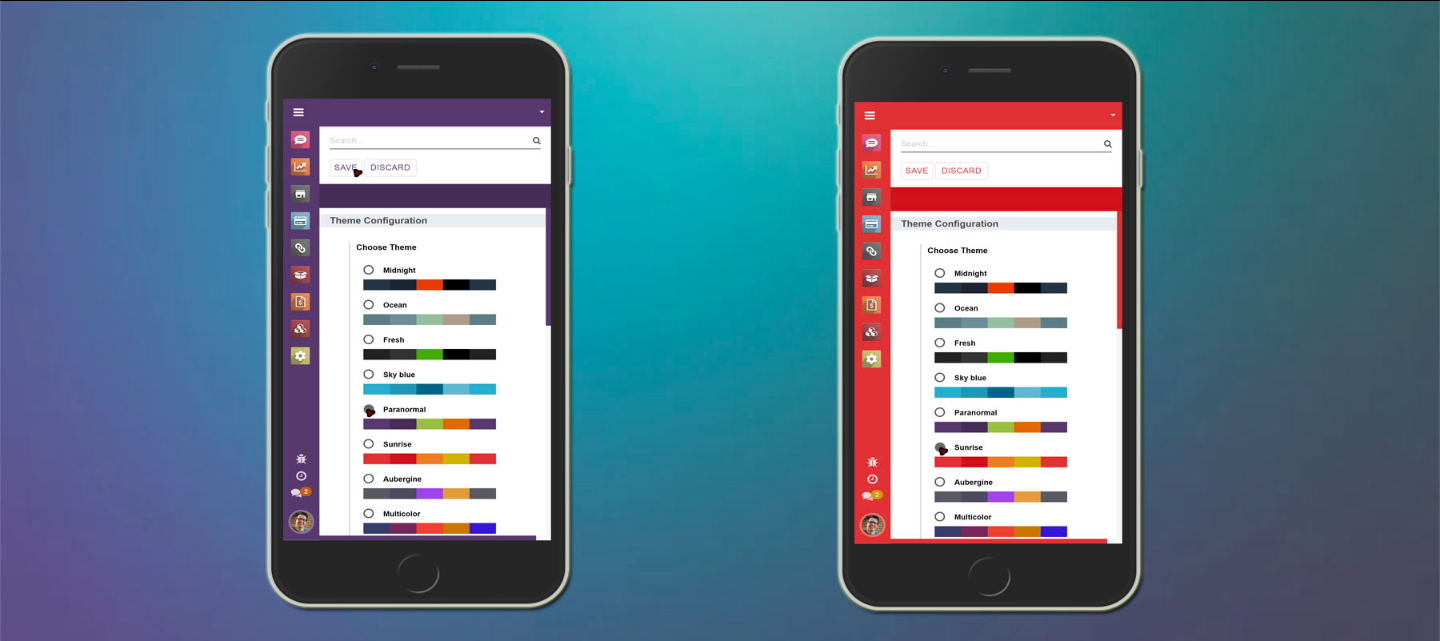 Search...
SAVE DISCARD
Theme Configuration
Choose Theme
Midnight
Ocean
Fresh
Sky blue
Paranormal
Sunrise
Aubergine
Multicolor
2
Search...
SAVE DISCARD
Theme Configuration
Choose Theme
Midnight
Ocean
Fresh
Sky blue
Paranormal
Sunrise
Aubergine
Multicolor
2